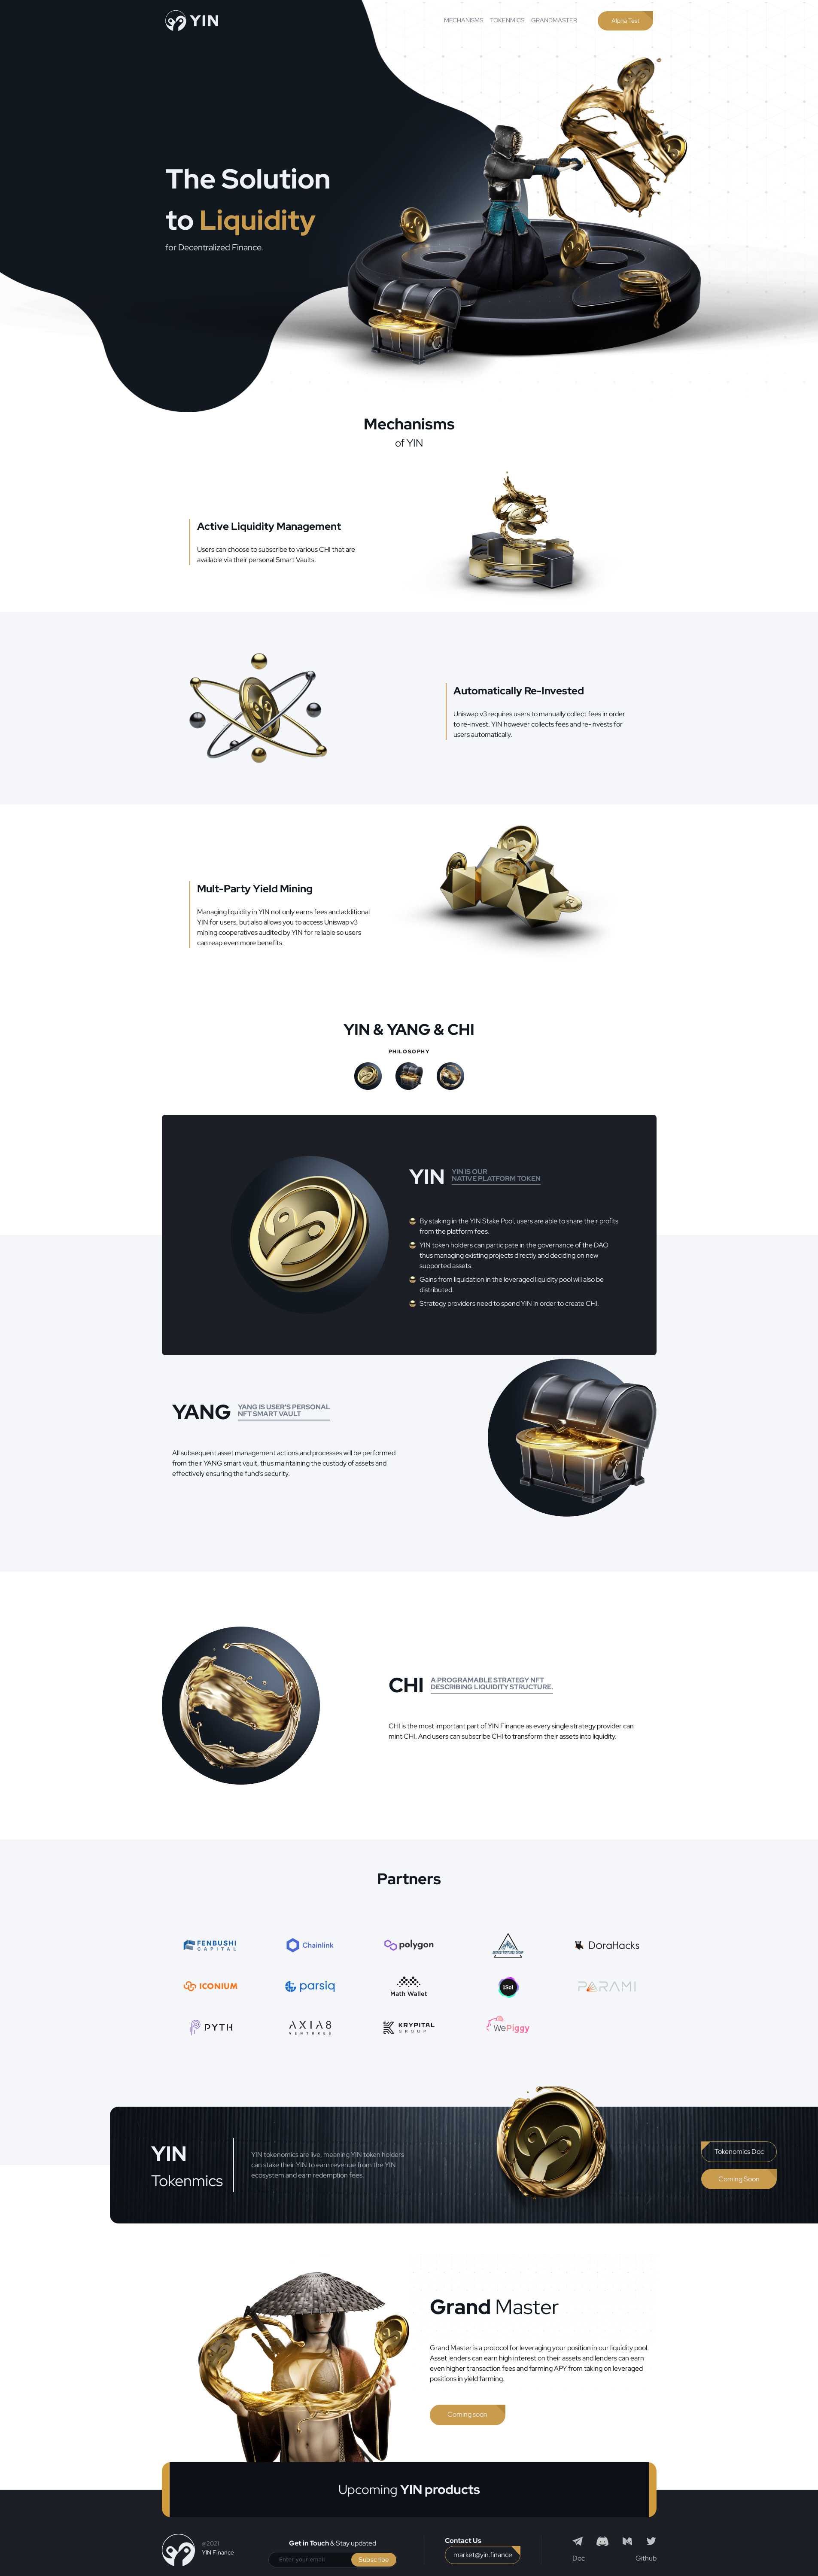 YIN
MECHANISMS
TOKENMICS
GRANDMASTER
Alpha Test
The Solution
to Liquidity
for Decentralized Finance.
Mechanisms
of YIN
Active Liquidity Management
Users can choose to subscribe to various CHI that are
available via their personal Smart Vaults.
Automatically Re-Invested
Uniswap v3 requires users to manually collect fees in order
to re-invest. YIN however collects fees and re-invests for
users automatically.
Mult-Party Yield Mining
Managing liquidity in YIN not only earns fees and additional
YIN for users, but also allows you to access Uniswap v3
mining cooperatives audited by YIN for reliable so users
can reap even more benefits.
YIN & YANG & CHI
PHILOSOPHY
YIN
YIN IS OUR
NATIVE PLATFORM TOKEN
By staking in the YIN Stake Pool, users are able to share their profits
from the platform fees.
YIN token holders can participate in the governance of the DAO
thus managing existing projects directly and deciding on new
supported assets.
Gains from liquidation in the leveraged liquidity pool will also be
distributed.
Strategy providers need to spend YIN in order to create CHI.
YANG
YANG IS USER'S PERSONAL
NFT SMART VAULT
All subsequent asset management actions and processes will be performed
from their YANG smart vault, thus maintaining the custody of assets and
effectively ensuring the fund's security.
CHI
A PROGRAMABLE STRATEGY NFT
DESCRIBING LIQUIDITY STRUCTURE.
CHI is the most important part of YIN Finance as every single strategy provider can
mint CHI. And users can subscribe CHI to transform their assets into liquidity.
Partners
FENBUSHI
CAPITAL
Chainlink
polygon
DoraHacks
ICONIUM
parsiq
Math Wallet
PARAMI
PYTH
AXIA8
VENTURES
KRYPITAL
GROUP
WePiggy
YIN
Tokenmics
YIN tokenomics are live, meaning YIN token holders
can stake their YIN to earn revenue from the YIN
ecosystem and earn redemption fees.
Tokenomics Doc
Coming Soon
Grand Master
Grand Master is a protocol for leveraging your position in our liquidity pool.
Asset lenders can earn high interest on their assets and lenders can earn
even higher transaction fees and farming APY from taking on leveraged
positions in yield farming.
Coming soon
Upcoming YIN products
@2021
YIN Finance
Get in Touch & Stay updated
Enter your email
Subscribe
Contact Us
market@yin.finance
Doc
Github